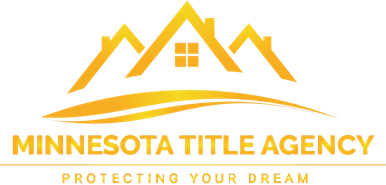 MINNESOTA TITLE AGENCY
PROTECTING YOUR DREAM